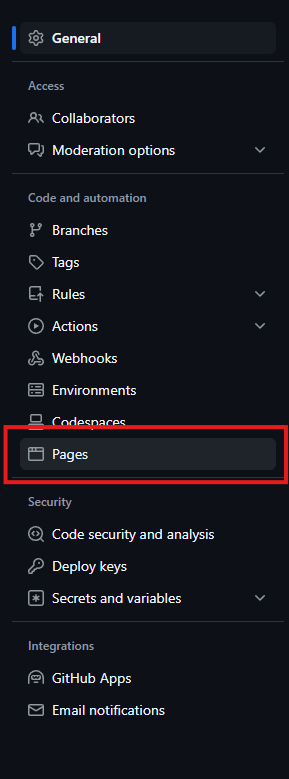 General
Access
Collaborators
Moderation options
Code and automation
Branches
Tags
Rules
Actions
Webhooks
Environments
Codespaces
Pages
Security
Code security and analysis
Deploy keys
Secrets and variables
Integrations
GitHub Apps
Email notifications